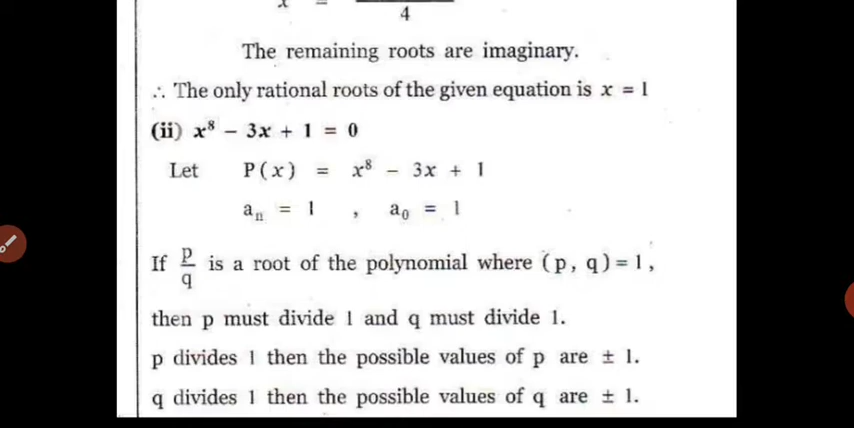 x =
4
The remaining roots are imaginary.
∴ The only rational roots of the given equation is x = 1
(ii) x⁸ − 3x + 1 = 0
Let P(x) = x⁸ − 3x + 1
aₙ = 1 , a₀ = 1
If p/q is a root of the polynomial where (p, q) = 1,
then p must divide 1 and q must divide 1.
p divides 1 then the possible values of p are ± 1.
q divides 1 then the possible values of q are ± 1.